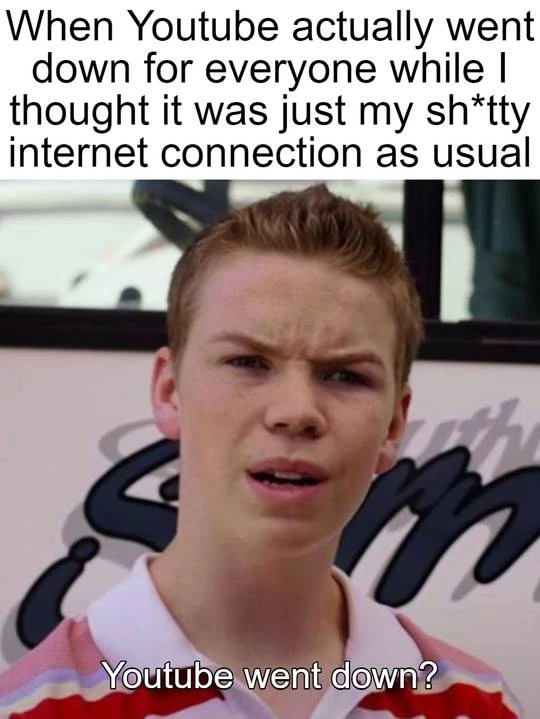 When Youtube actually went
down for everyone while I
thought it was just my sh*tty
internet connection as usual
Youtube went down?